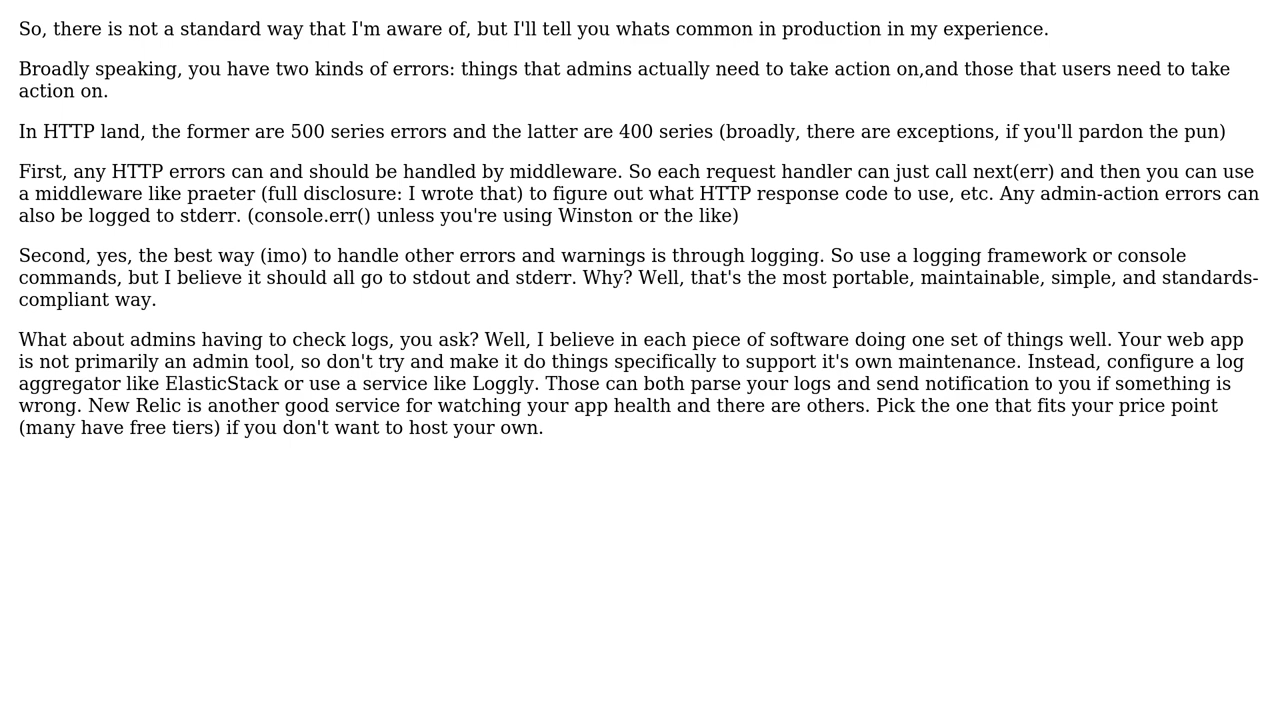 So, there is not a standard way that I'm aware of, but I'll tell you whats common in production in my experience.
Broadly speaking, you have two kinds of errors: things that admins actually need to take action on,and those that users need to take
action on.
In HTTP land, the former are 500 series errors and the latter are 400 series (broadly, there are exceptions, if you'll pardon the pun)
First, any HTTP errors can and should be handled by middleware. So each request handler can just call next(err) and then you can use
a middleware like praeter (full disclosure: I wrote that) to figure out what HTTP response code to use, etc. Any admin-action errors can
also be logged to stderr. (console.err() unless you're using Winston or the like)
Second, yes, the best way (imo) to handle other errors and warnings is through logging. So use a logging framework or console
commands, but I believe it should all go to stdout and stderr. Why? Well, that's the most portable, maintainable, simple, and standards-
compliant way.
What about admins having to check logs, you ask? Well, I believe in each piece of software doing one set of things well. Your web app
is not primarily an admin tool, so don't try and make it do things specifically to support it's own maintenance. Instead, configure a log
aggregator like ElasticStack or use a service like Loggly. Those can both parse your logs and send notification to you if something is
wrong. New Relic is another good service for watching your app health and there are others. Pick the one that fits your price point
(many have free tiers) if you don't want to host your own.